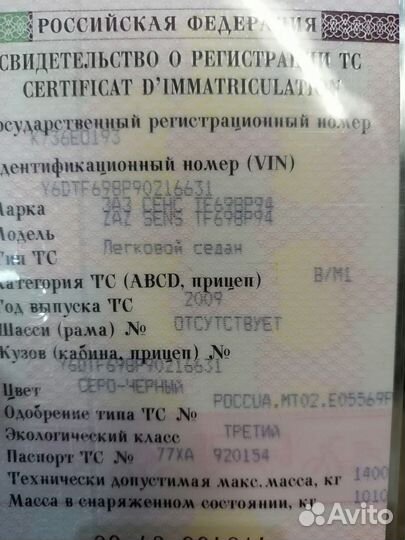 РОССИЙСКАЯ ФЕДЕРАЦИЯ
СВИДЕТЕЛЬСТВО О РЕГИСТРАЦИИ ТС
CERTIFICAT D'IMMATRICULATION
осударственный регистрационный номер
К736ЕО193
дентификационный номер (VIN)
Y6DTF698P90216631
Марка ЗАЗ СЕНС TF698P94
Модель ZAZ SENS TF698P94
Тип ТС Легковой седан
Категория ТС (ABCD, прицеп) B/M1
Год выпуска ТС 2009
Шасси (рама) № ОТСУТСТВУЕТ
Кузов (кабина, прицеп) №
Y6DTF698P90216631
Цвет СЕРО-ЧЕРНЫЙ
Одобрение типа ТС № РОССUA.МТ02.Е05569
Экологический класс ТРЕТИЙ
Паспорт ТС № 77ХА 920154
Технически допустимая макс. масса, кг 1400
Масса в снаряженном состоянии, кг 1010
Avito